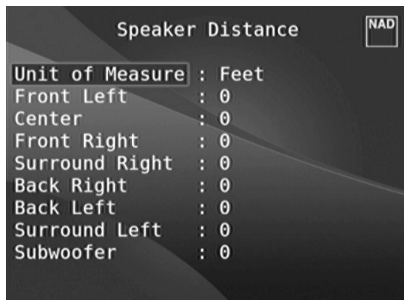 Speaker Distance
NAD
Unit of Measure : Feet
Front Left : 0
Center : 0
Front Right : 0
Surround Right : 0
Back Right : 0
Back Left : 0
Surround Left : 0
Subwoofer : 0